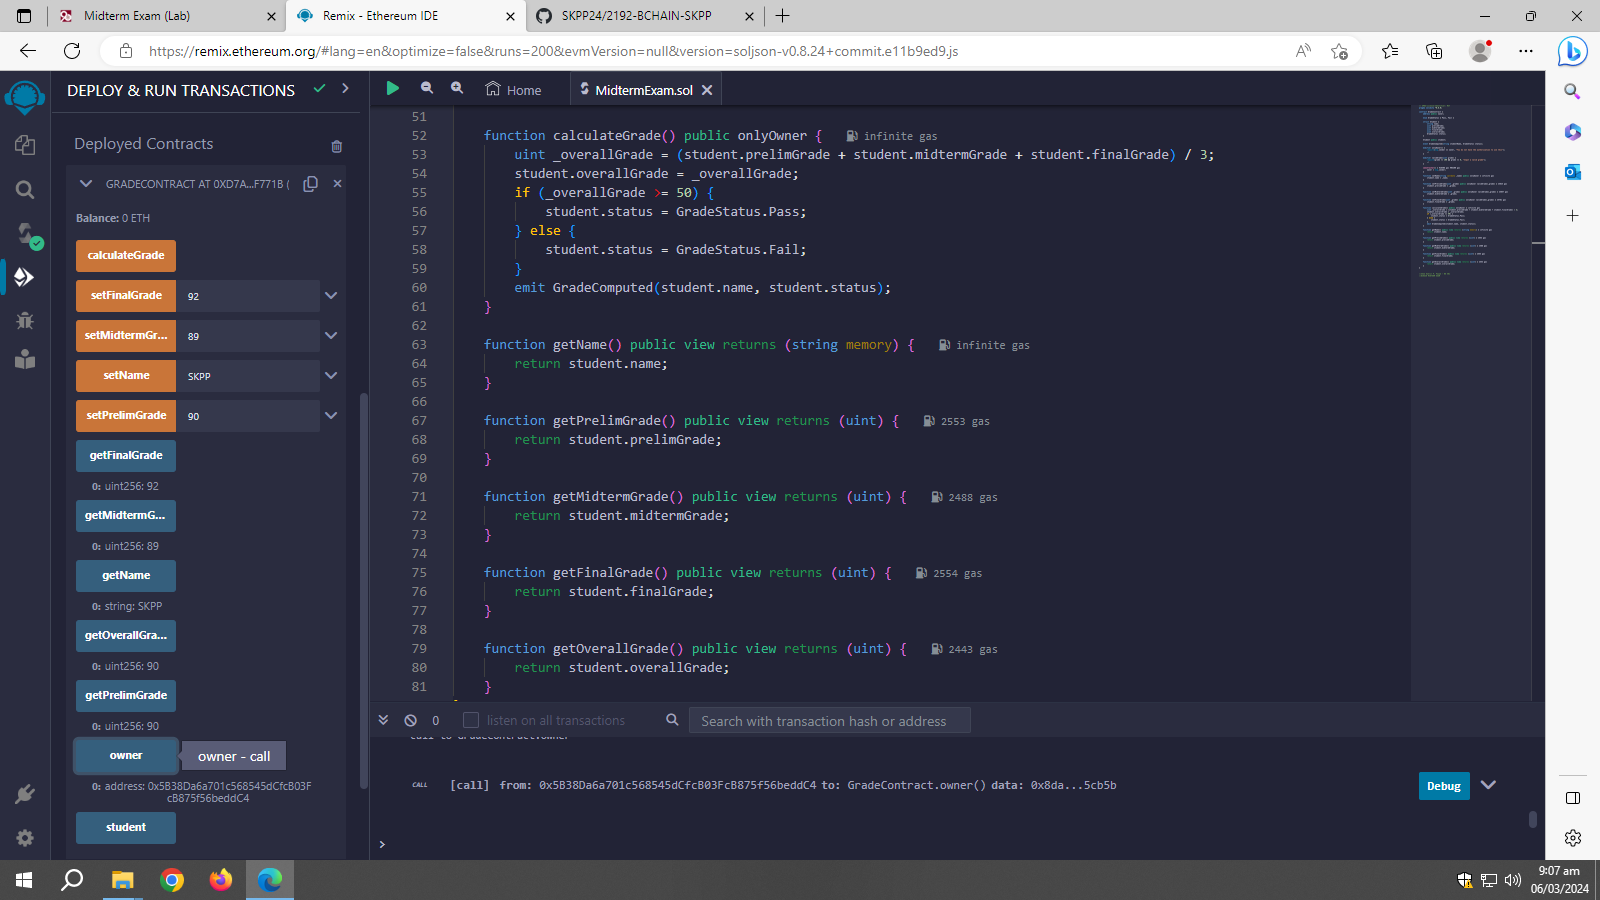 Midterm Exam (Lab)
Remix - Ethereum IDE
SKPP24/2192-BCHAIN-SKPP
https://remix.ethereum.org/#lang=en&optimize=false&runs=200&evmVersion=null&version=soljson-v0.8.24+commit.e11b9ed9.js
DEPLOY & RUN TRANSACTIONS
Deployed Contracts
GRADECONTRACT AT 0XD7A...F771B (
Balance: 0 ETH
calculateGrade
setFinalGrade 92
setMidtermGr... 89
setName SKPP
setPrelimGrade 90
getFinalGrade
0: uint256: 92
getMidtermG...
0: uint256: 89
getName
0: string: SKPP
getOverallGra...
0: uint256: 90
getPrelimGrade
0: uint256: 90
owner
owner - call
0: address: 0x5B38Da6a701c568545dCfcB03F
cB875f56beddC4
student
Home
MidtermExam.sol
51
52 function calculateGrade() public onlyOwner { infinite gas
53 uint _overallGrade = (student.prelimGrade + student.midtermGrade + student.finalGrade) / 3;
54 student.overallGrade = _overallGrade;
55 if (_overallGrade >= 50) {
56 student.status = GradeStatus.Pass;
57 } else {
58 student.status = GradeStatus.Fail;
59 }
60 emit GradeComputed(student.name, student.status);
61 }
62
63 function getName() public view returns (string memory) { infinite gas
64 return student.name;
65 }
66
67 function getPrelimGrade() public view returns (uint) { 2553 gas
68 return student.prelimGrade;
69 }
70
71 function getMidtermGrade() public view returns (uint) { 2488 gas
72 return student.midtermGrade;
73 }
74
75 function getFinalGrade() public view returns (uint) { 2554 gas
76 return student.finalGrade;
77 }
78
79 function getOverallGrade() public view returns (uint) { 2443 gas
80 return student.overallGrade;
81 }
0
listen on all transactions
Search with transaction hash or address
call to GradeContract.owner
CALL [call] from: 0x5B38Da6a701c568545dCfcB03FcB875f56beddC4 to: GradeContract.owner() data: 0x8da...5cb5b
Debug
>
9:07 am
06/03/2024